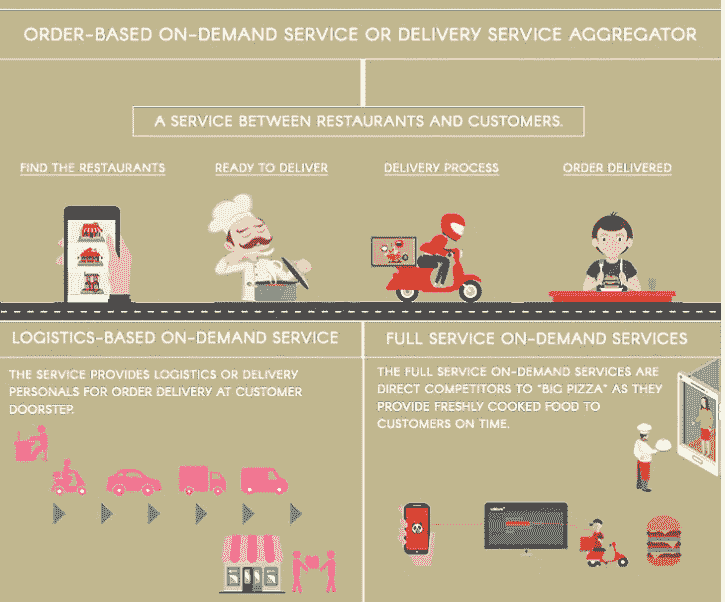 ORDER-BASED ON-DEMAND SERVICE OR DELIVERY SERVICE AGGREGATOR
A SERVICE BETWEEN RESTAURANTS AND CUSTOMERS.
FIND THE RESTAURANTS
READY TO DELIVER
DELIVERY PROCESS
ORDER DELIVERED
LOGISTICS-BASED ON-DEMAND SERVICE
THE SERVICE PROVIDES LOGISTICS OR DELIVERY
PERSONALS FOR ORDER DELIVERY AT CUSTOMER
DOORSTEP.
FULL SERVICE ON-DEMAND SERVICES
THE FULL SERVICE ON-DEMAND SERVICES ARE
DIRECT COMPETITORS TO "BIG PIZZA" AS THEY
PROVIDE FRESHLY COOKED FOOD TO
CUSTOMERS ON TIME.